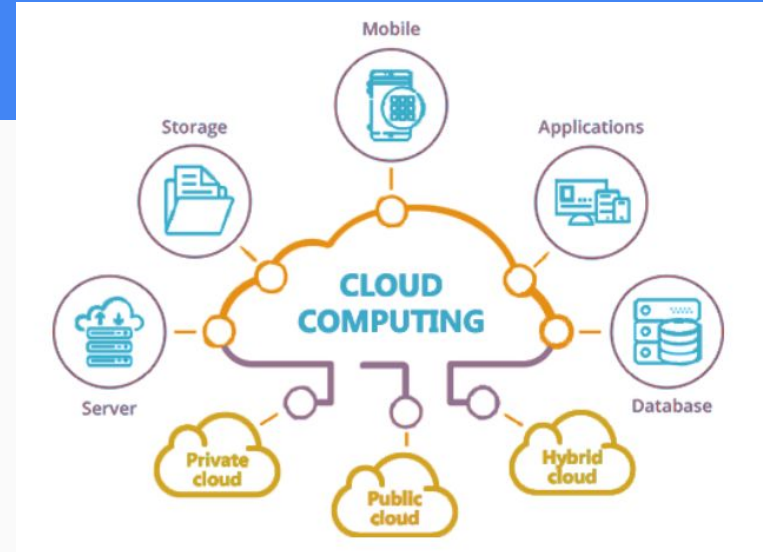 Mobile
Storage
Applications
CLOUD
COMPUTING
Server
Database
Private
cloud
Public
cloud
Hybrid
cloud